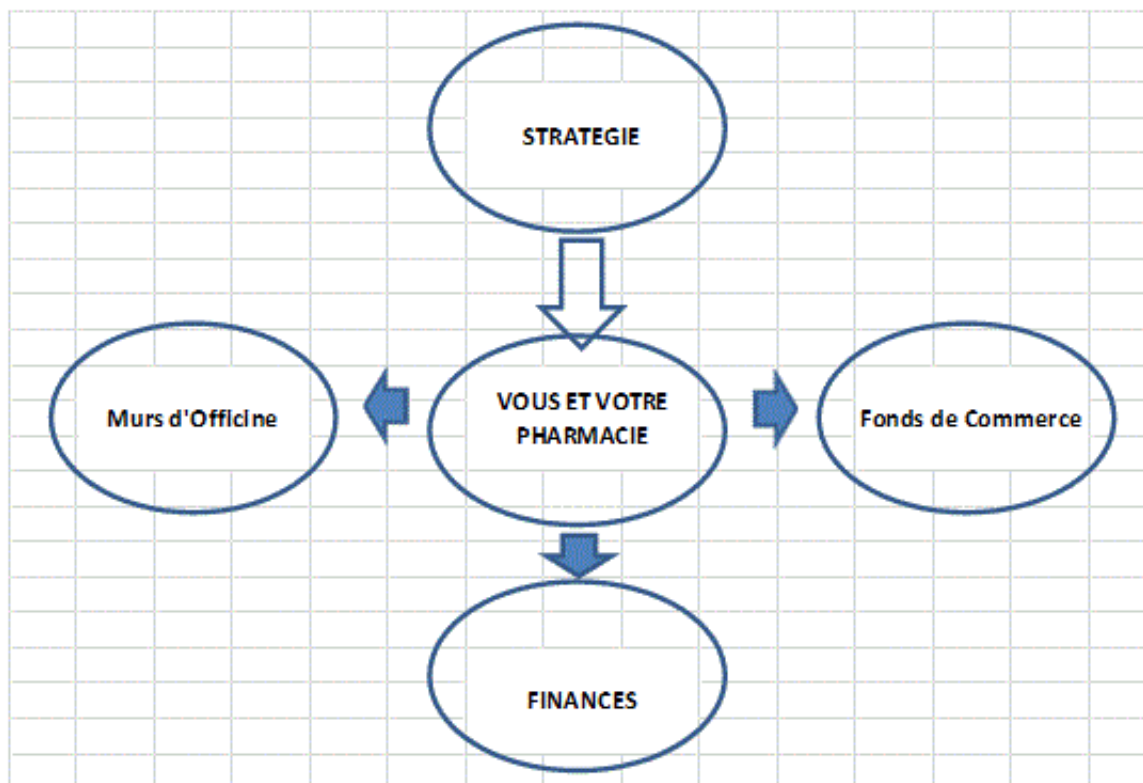 STRATEGIE
Murs d'Officine
VOUS ET VOTRE
PHARMACIE
Fonds de Commerce
FINANCES